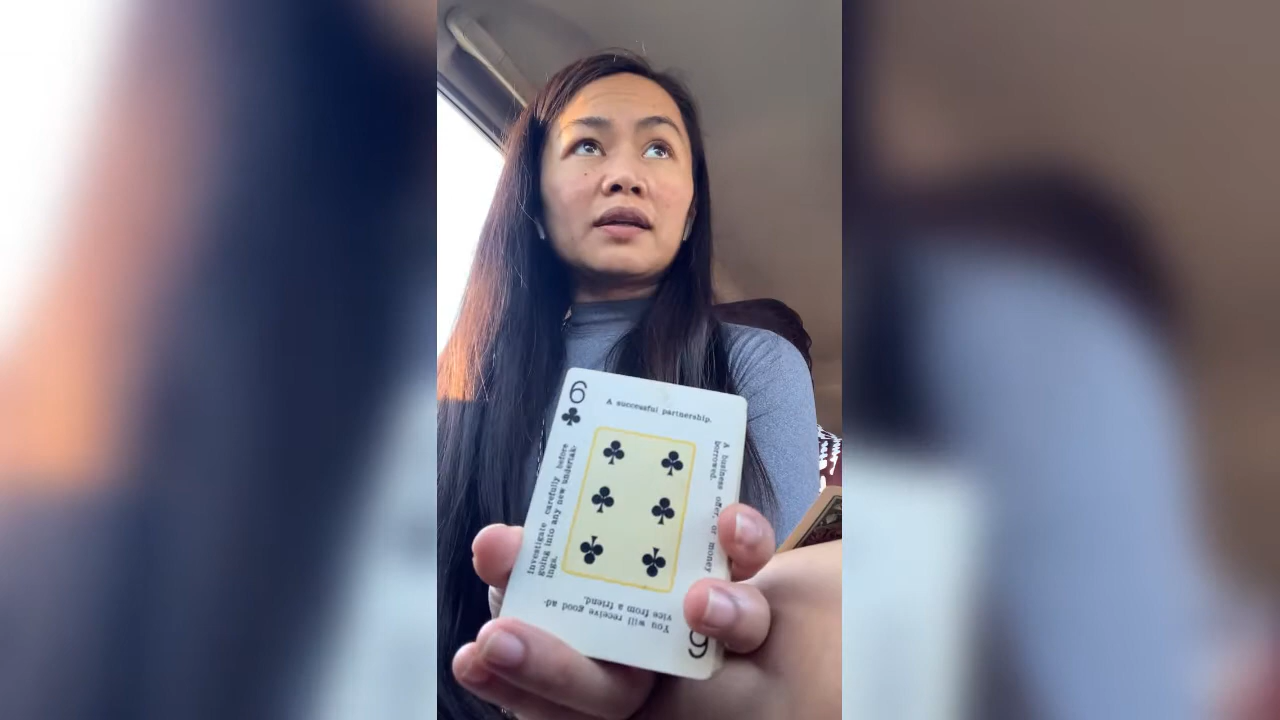 6
A successful partnership.
A business offer, or money
borrowed.
Investigate carefully before
going into any new undertak-
ings.
You will receive good ad-
vice from a friend.
6